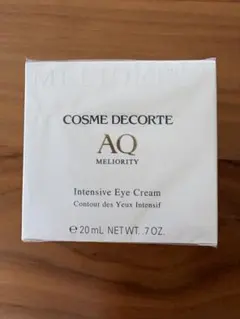 COSME DECORTE
AQ
MELIORITY
Intensive Eye Cream
Contour des Yeux Intensif
℮ 20 mL NET WT. .7 OZ.